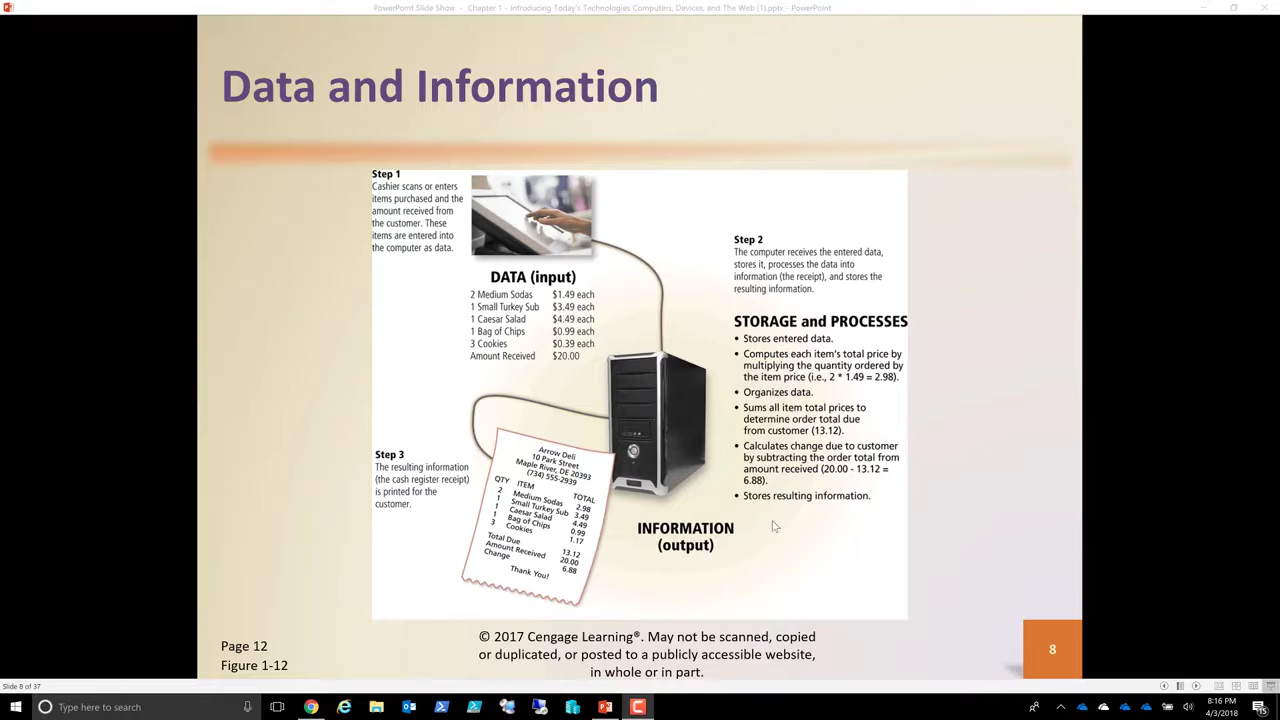 PowerPoint Slide Show - Chapter 1 - Introducing Today's Technologies Computers, Devices, and The Web (1).pptx - PowerPoint
Data and Information
Step 1
Cashier scans or enters
items purchased and the
amount received from
the customer. These
items are entered into
the computer as data.
DATA (input)
2 Medium Sodas $1.49 each
1 Small Turkey Sub $3.49 each
1 Caesar Salad $4.49 each
1 Bag of Chips $0.99 each
3 Cookies $0.39 each
Amount Received $20.00
Step 2
The computer receives the entered data,
stores it, processes the data into
information (the receipt), and stores the
resulting information.
STORAGE and PROCESSES
• Stores entered data.
• Computes each item's total price by
multiplying the quantity ordered by
the item price (i.e., 2 * 1.49 = 2.98).
• Organizes data.
• Sums all item total prices to
determine order total due
from customer (13.12).
• Calculates change due to customer
by subtracting the order total from
amount received (20.00 - 13.12 =
6.88).
• Stores resulting information.
Step 3
The resulting information
(the cash register receipt)
is printed for the
customer.
Arrow Deli
10 Park Street
Maple River, DE 20393
(734) 555-2939
QTY ITEM TOTAL
2 Medium Sodas 2.98
1 Small Turkey Sub 3.49
1 Caesar Salad 4.49
1 Bag of Chips 0.99
3 Cookies 1.17
Total Due 13.12
Amount Received 20.00
Change 6.88
Thank You!
INFORMATION
(output)
Page 12
Figure 1-12
© 2017 Cengage Learning®. May not be scanned, copied
or duplicated, or posted to a publicly accessible website,
in whole or in part.
8
Slide 8 of 37
Type here to search
8:16 PM
4/3/2018